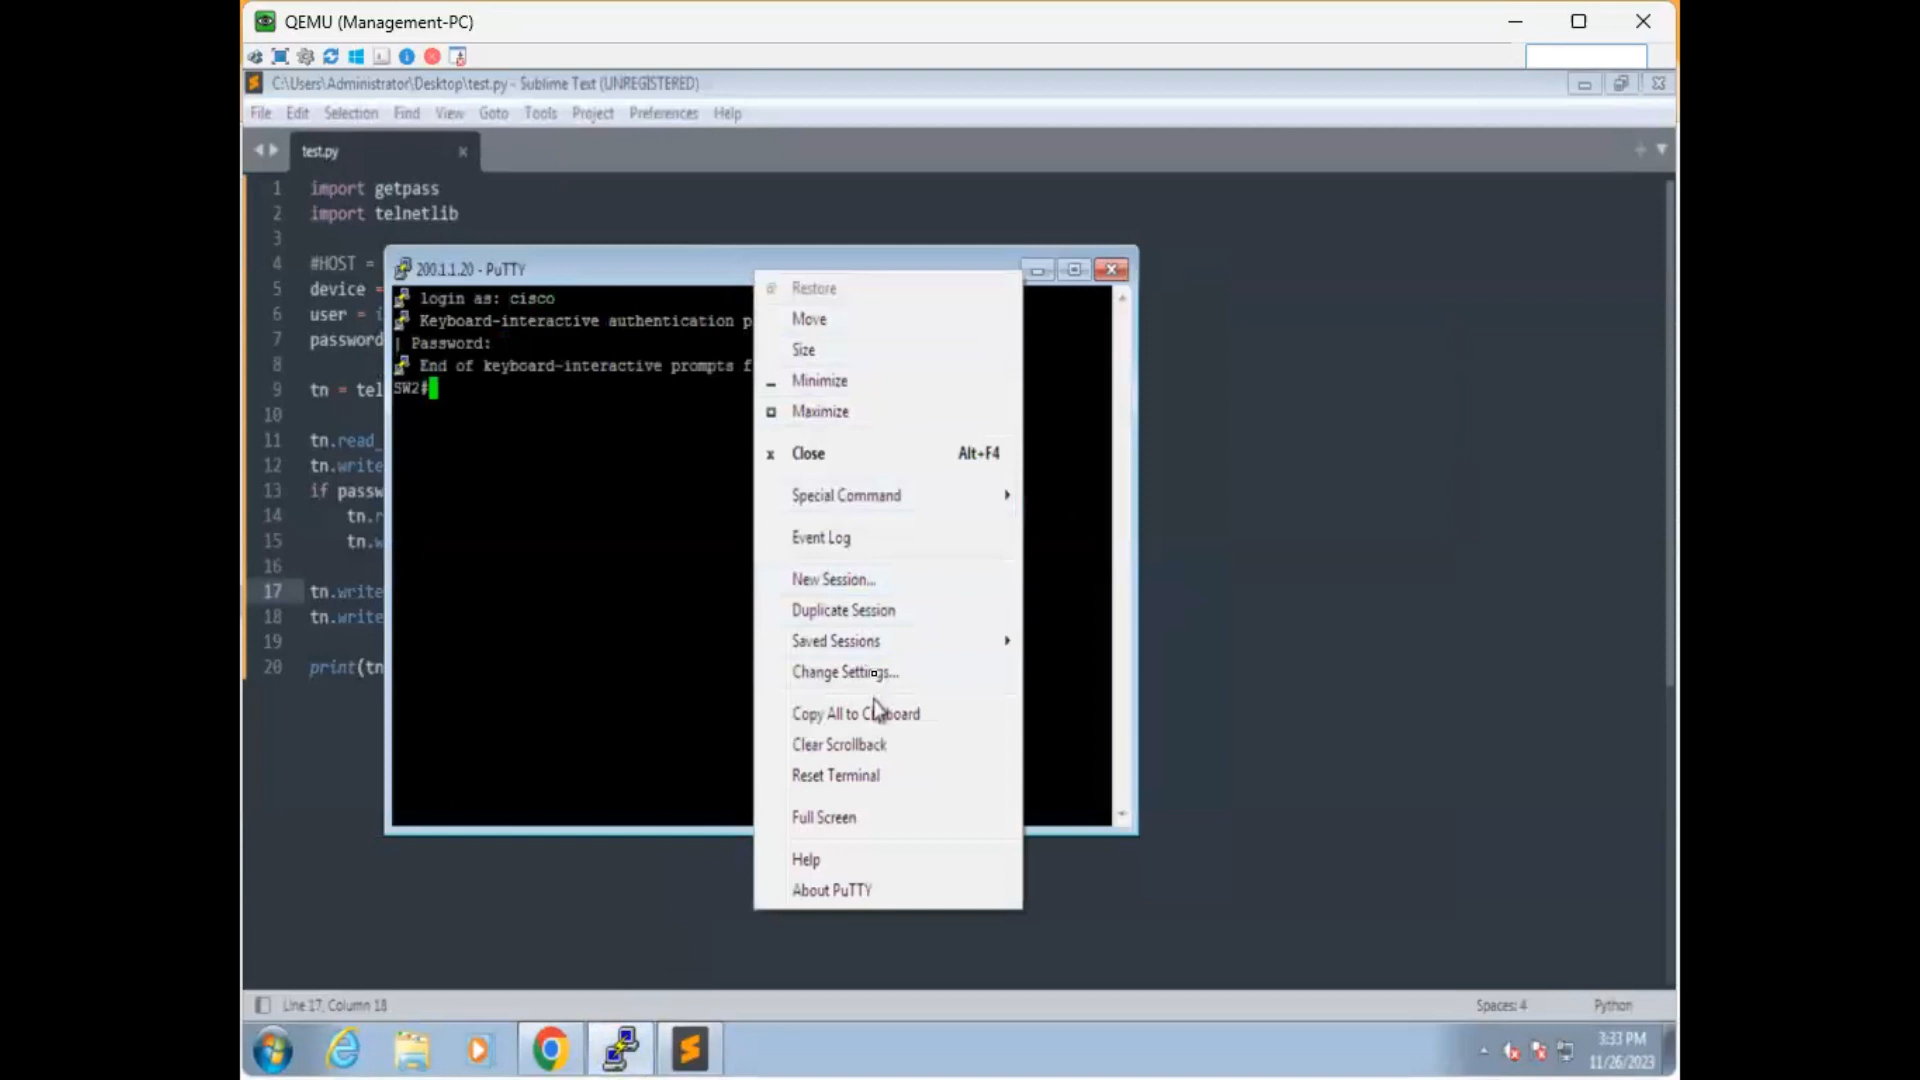 QEMU (Management-PC)
C:\Users\Administrator\Desktop\test.py - Sublime Text (UNREGISTERED)
File Edit Selection Find View Goto Tools Project Preferences Help
test.py
1 import getpass
2 import telnetlib
3
4 #HOST =
5 device =
6 user =
7 password
8
9 tn = tel
10
11 tn.read_
12 tn.write
13 if passw
14 tn.r
15 tn.w
16
17 tn.write
18 tn.write
19
20 print(tn
200.1.1.20 - PuTTY
login as: cisco
Keyboard-interactive authentication p
| Password:
End of keyboard-interactive prompts f
SW2#
Restore
Move
Size
Minimize
Maximize
x Close Alt+F4
Special Command
Event Log
New Session...
Duplicate Session
Saved Sessions
Change Settings...
Copy All to Clipboard
Clear Scrollback
Reset Terminal
Full Screen
Help
About PuTTY
Line 17, Column 18
Spaces: 4 Python
3:33 PM
11/26/2023